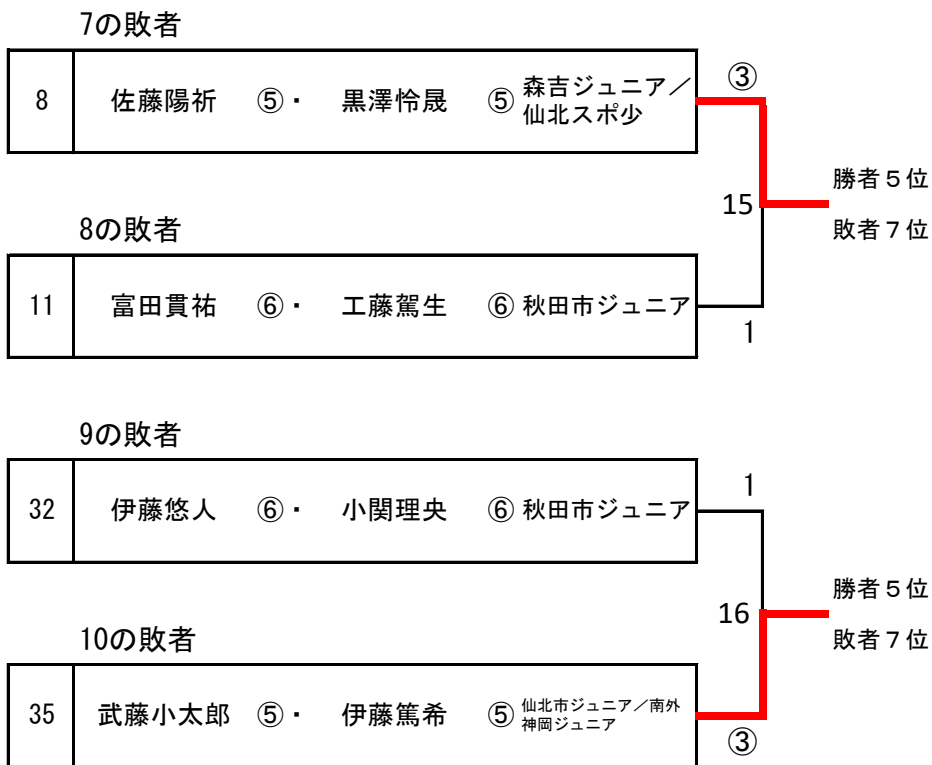 7の敗者
8 佐藤陽祈 ⑤・ 黒澤怜晟 ⑤ 森吉ジュニア／
仙北スポ少
③
15
勝者５位
敗者７位
8の敗者
11 富田貫祐 ⑥・ 工藤駕生 ⑥ 秋田市ジュニア
1
9の敗者
32 伊藤悠人 ⑥・ 小関理央 ⑥ 秋田市ジュニア
1
16
勝者５位
敗者７位
10の敗者
35 武藤小太郎 ⑤・ 伊藤篤希 ⑤ 仙北市ジュニア／南外
神岡ジュニア
③